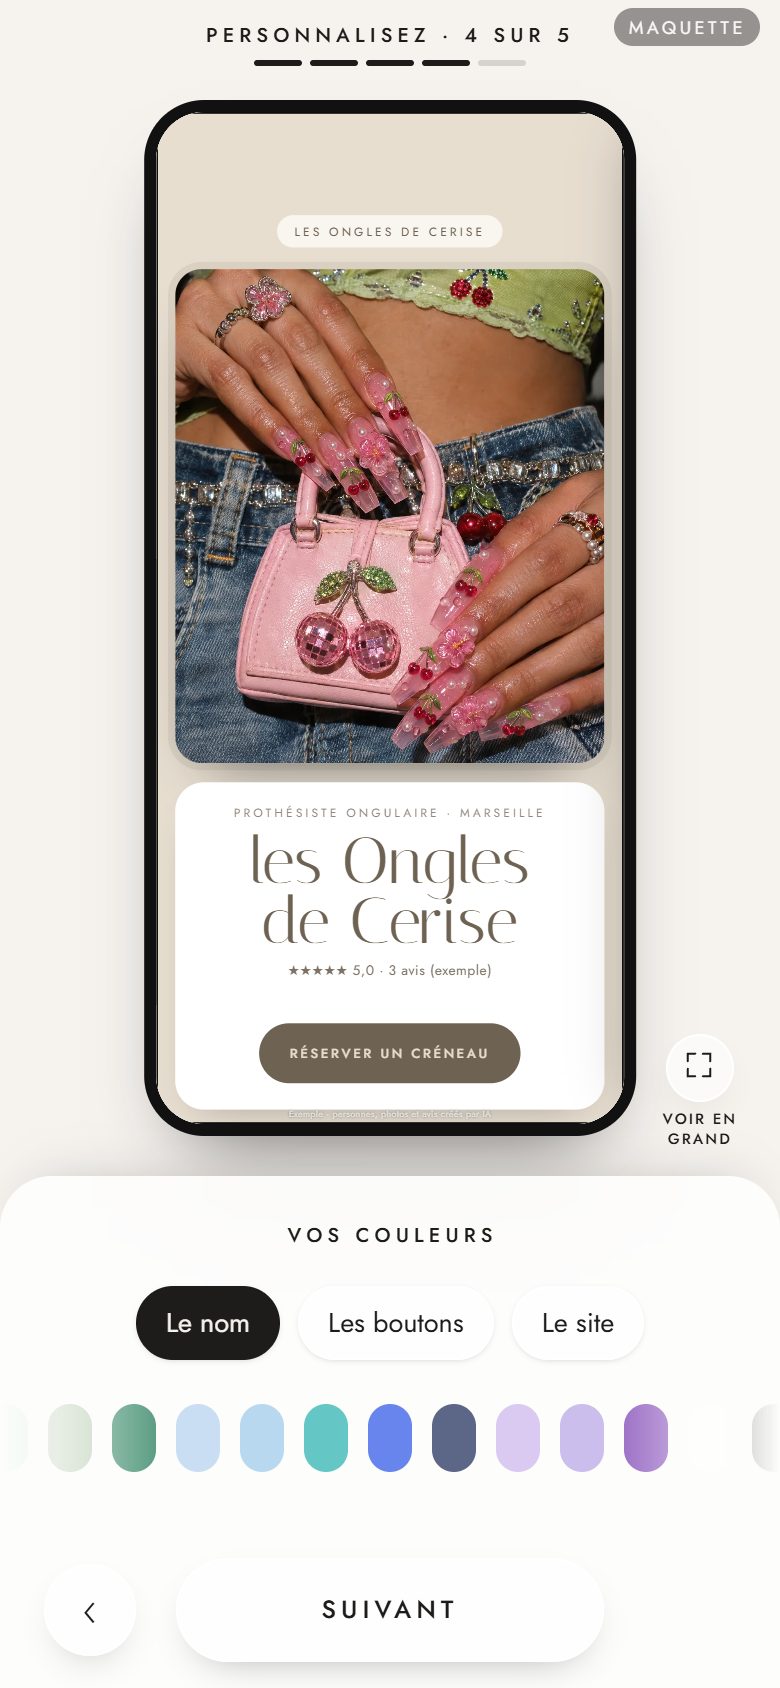 PERSONNALISEZ · 4 SUR 5
MAQUETTE
LES ONGLES DE CERISE
PROTHÉSISTE ONGULAIRE · MARSEILLE
les Ongles
de Cerise
★★★★★ 5,0 · 3 avis (exemple)
RÉSERVER UN CRÉNEAU
Exemple · personnes, photos et avis créés par IA
VOIR EN
GRAND
VOS COULEURS
Le nom
Les boutons
Le site
SUIVANT